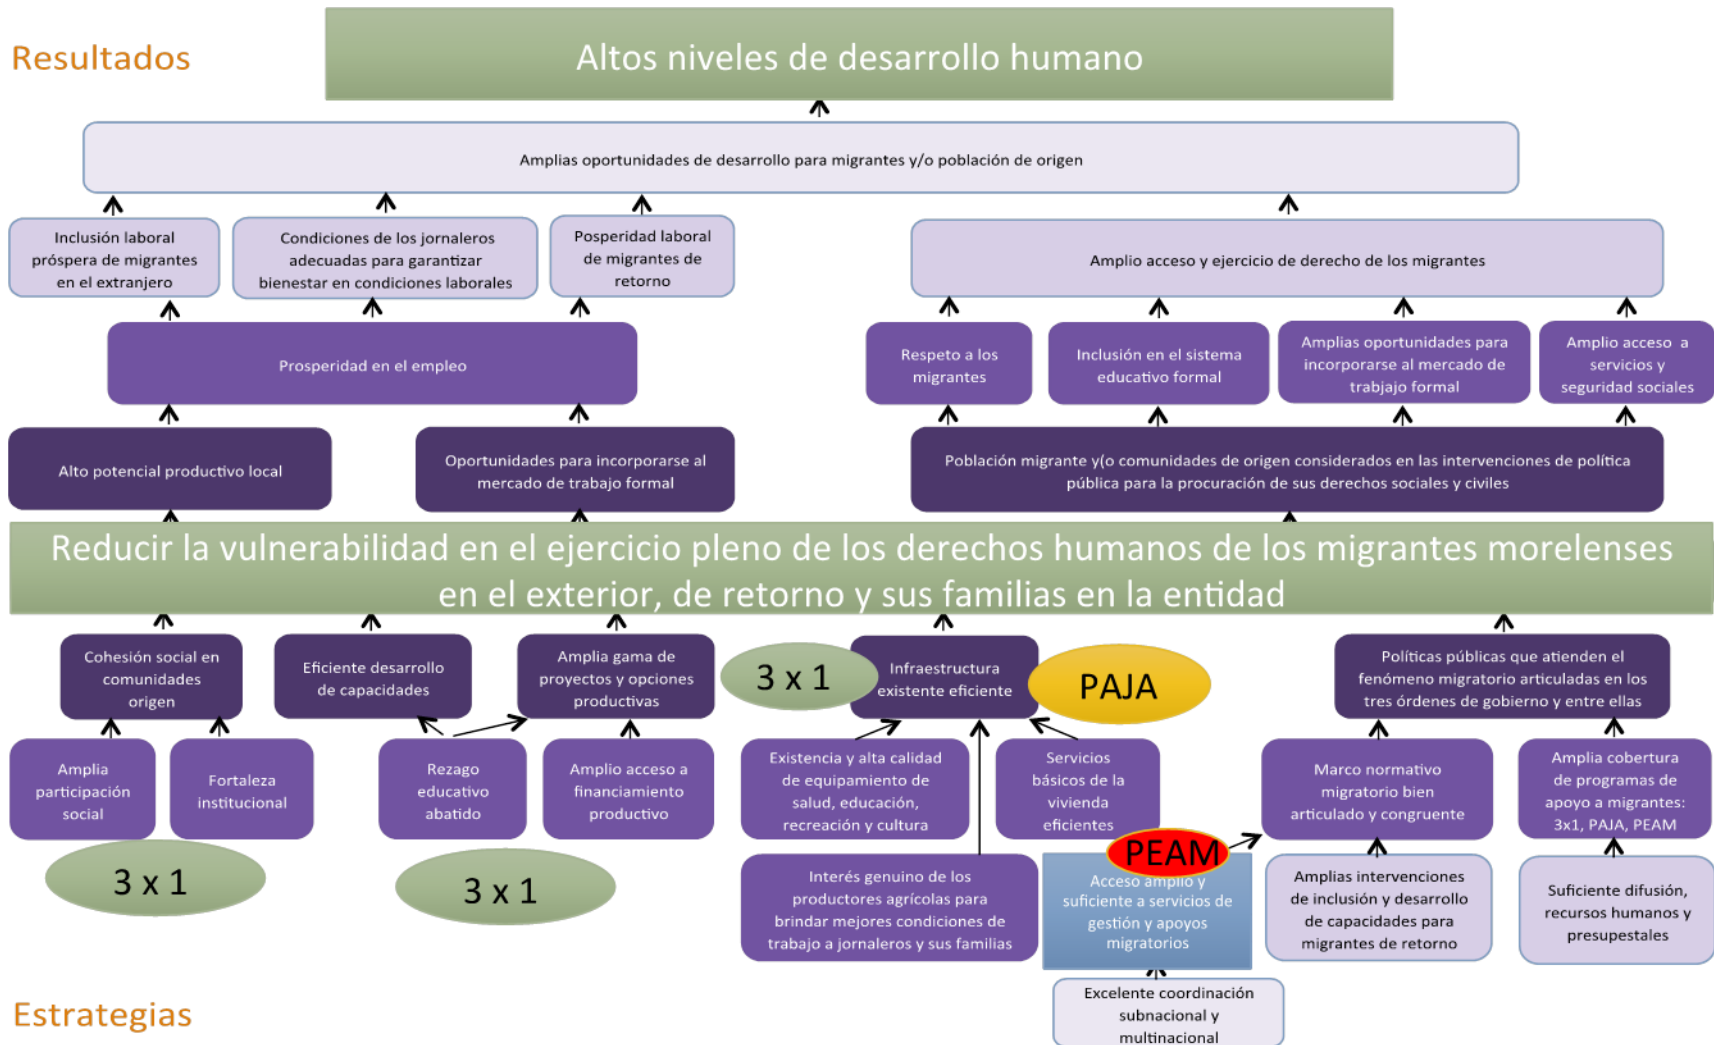 Resultados
Altos niveles de desarrollo humano
Amplias oportunidades de desarrollo para migrantes y/o población de origen
Inclusión laboral
próspera de migrantes
en el extranjero
Condiciones de los jornaleros
adecuadas para garantizar
bienestar en condiciones laborales
Posperidad laboral
de migrantes de
retorno
Amplio acceso y ejercicio de derecho de los migrantes
Prosperidad en el empleo
Respeto a los
migrantes
Inclusión en el sistema
educativo formal
Amplias oportunidades para
incorporarse al mercado de
trabjajo formal
Amplio acceso a
servicios y
seguridad sociales
Alto potencial productivo local
Oportunidades para incorporarse al
mercado de trabajo formal
Población migrante y(o comunidades de origen considerados en las intervenciones de política
pública para la procuración de sus derechos sociales y civiles
Reducir la vulnerabilidad en el ejercicio pleno de los derechos humanos de los migrantes morelenses
en el exterior, de retorno y sus familias en la entidad
Cohesión social en
comunidades
origen
Eficiente desarrollo
de capacidades
Amplia gama de
proyectos y opciones
productivas
3 x 1
Infraestructura
existente eficiente
PAJA
Políticas públicas que atienden el
fenómeno migratorio articuladas en los
tres órdenes de gobierno y entre ellas
Amplia
participación
social
Fortaleza
institucional
Rezago
educativo
abatido
Amplio acceso a
financiamiento
productivo
Existencia y alta calidad
de equipamiento de
salud, educación,
recreación y cultura
Servicios
básicos de la
vivienda
eficientes
Marco normativo
migratorio bien
articulado y congruente
Amplia cobertura
de programas de
apoyo a migrantes:
3x1, PAJA, PEAM
3 x 1
3 x 1
Interés genuino de los
productores agrícolas para
brindar mejores condiciones de
trabajo a jornaleros y sus familias
PEAM
Acceso amplio y
suficiente a servicios de
gestión y apoyos
migratorios
Amplias intervenciones
de inclusión y desarrollo
de capacidades para
migrantes de retorno
Suficiente difusión,
recursos humanos y
presupestales
Excelente coordinación
subnacional y
multinacional
Estrategias